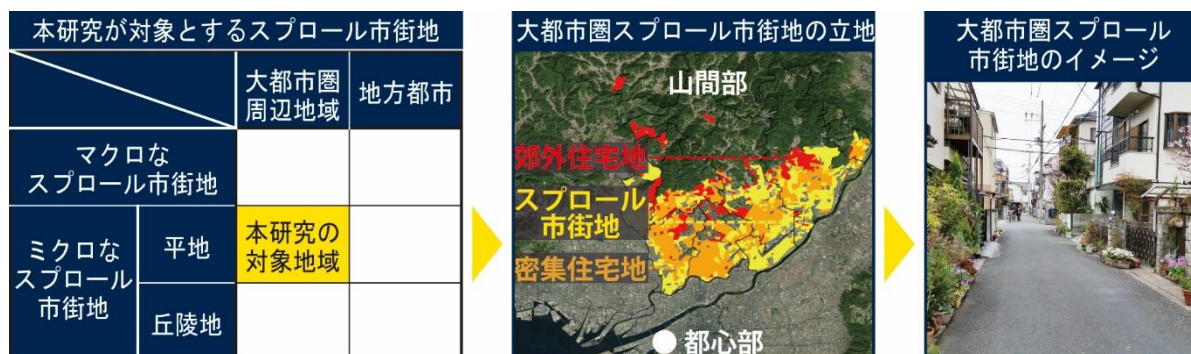 本研究が対象とするスプロール市街地
大都市圏
周辺地域
地方都市
マクロな
スプロール市街地
ミクロな
スプロール
市街地
平地
本研究の
対象地域
丘陵地
大都市圏スプロール市街地の立地
山間部
郊外住宅地
スプロール
市街地
密集住宅地
都心部
大都市圏スプロール
市街地のイメージ